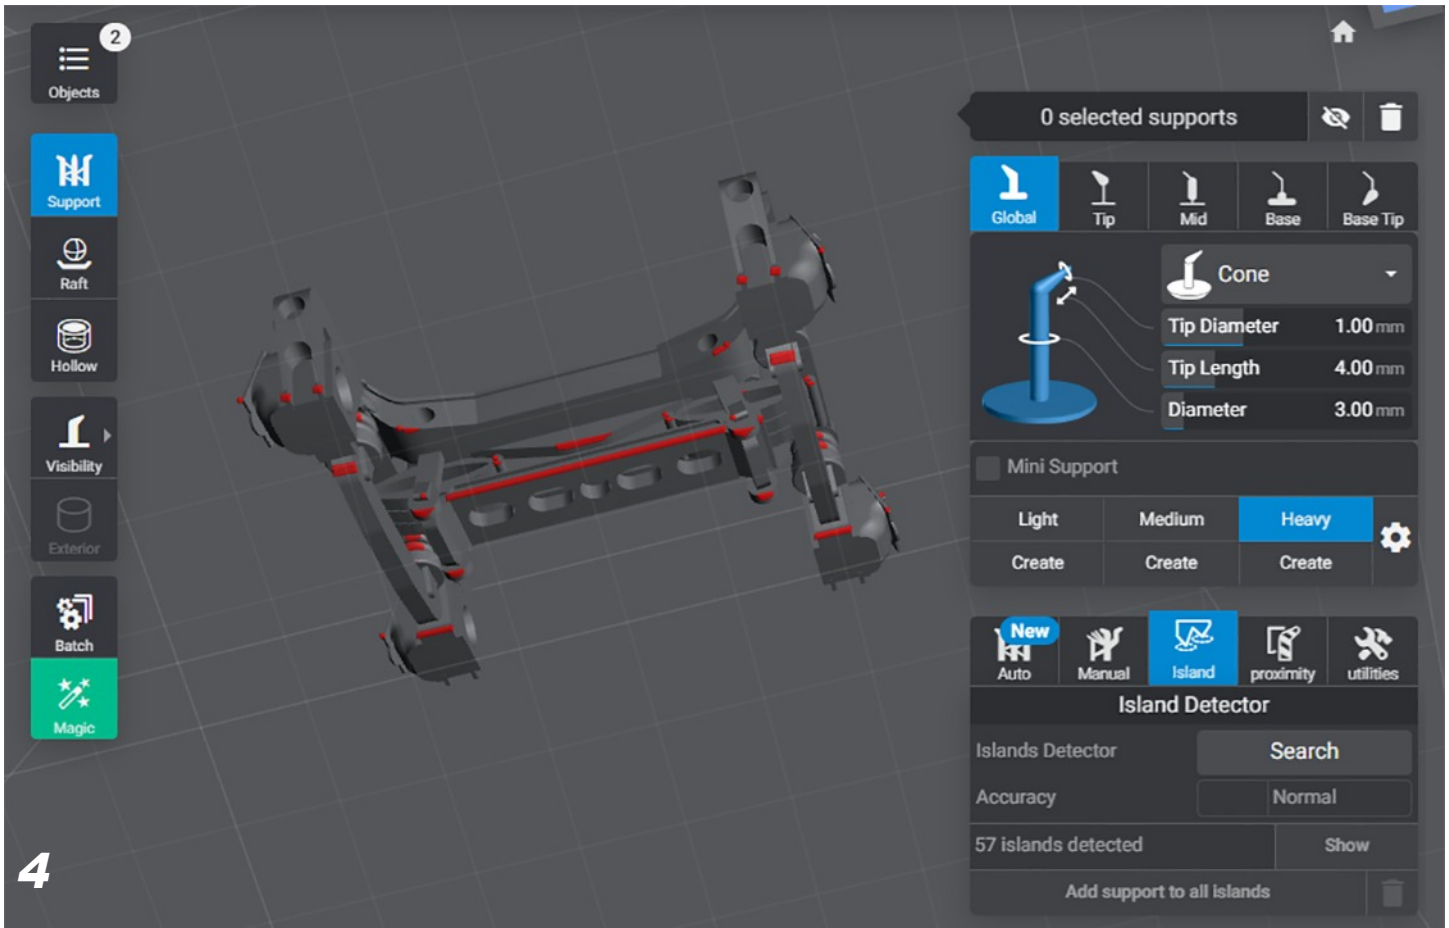 2
Objects
Support
Raft
Hollow
Visibility
Exterior
Batch
Magic
4
0 selected supports
Global Tip Mid Base Base Tip
Cone
Tip Diameter 1.00 mm
Tip Length 4.00 mm
Diameter 3.00 mm
Mini Support
Light Medium Heavy
Create Create Create
New
Auto Manual Island proximity utilities
Island Detector
Islands Detector Search
Accuracy Normal
57 islands detected Show
Add support to all islands